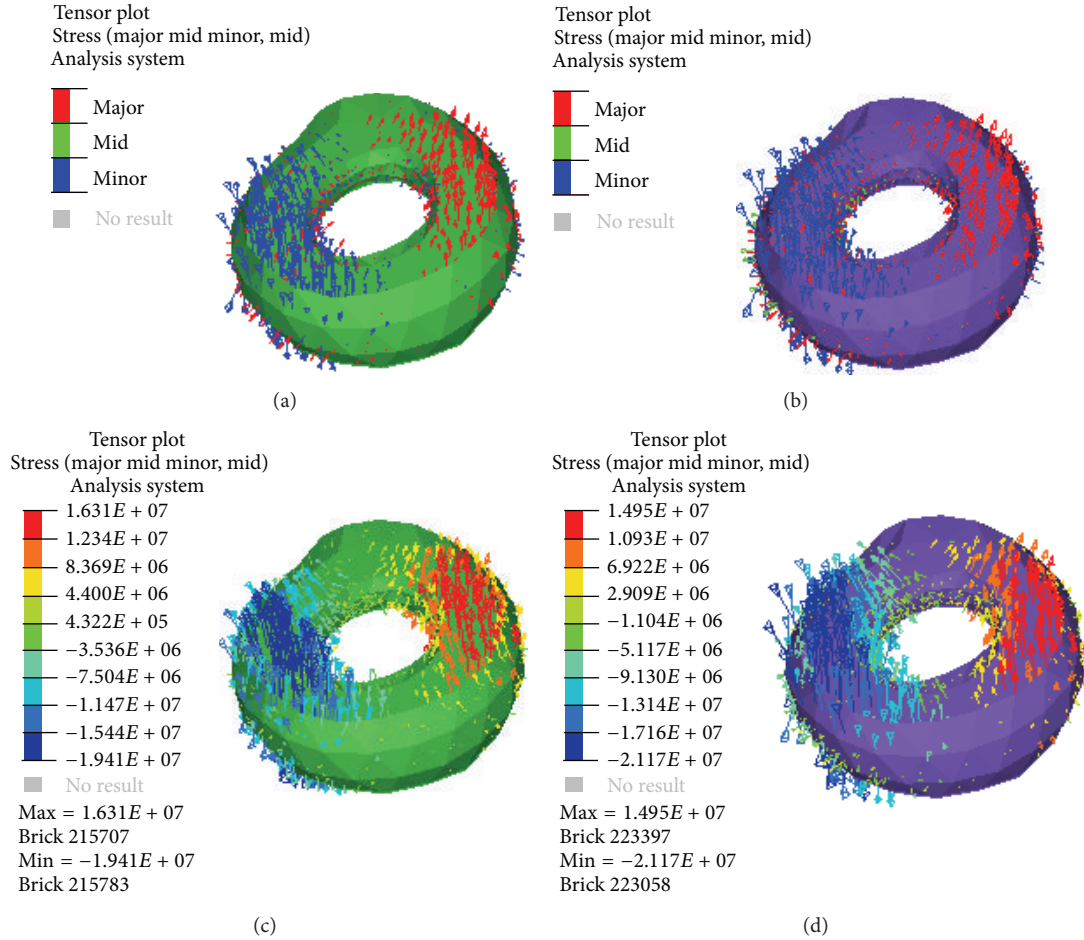 Tensor plot
Stress (major mid minor, mid)
Analysis system
Major
Mid
Minor
No result
(a)
Tensor plot
Stress (major mid minor, mid)
Analysis system
Major
Mid
Minor
No result
(b)
Tensor plot
Stress (major mid minor, mid)
Analysis system
1.631E + 07
1.234E + 07
8.369E + 06
4.400E + 06
4.322E + 05
−3.536E + 06
−7.504E + 06
−1.147E + 07
−1.544E + 07
−1.941E + 07
No result
Max = 1.631E + 07
Brick 215707
Min = −1.941E + 07
Brick 215783
(c)
Tensor plot
Stress (major mid minor, mid)
Analysis system
1.495E + 07
1.093E + 07
6.922E + 06
2.909E + 06
−1.104E + 06
−5.117E + 06
−9.130E + 06
−1.314E + 07
−1.716E + 07
−2.117E + 07
No result
Max = 1.495E + 07
Brick 223397
Min = −2.117E + 07
Brick 223058
(d)